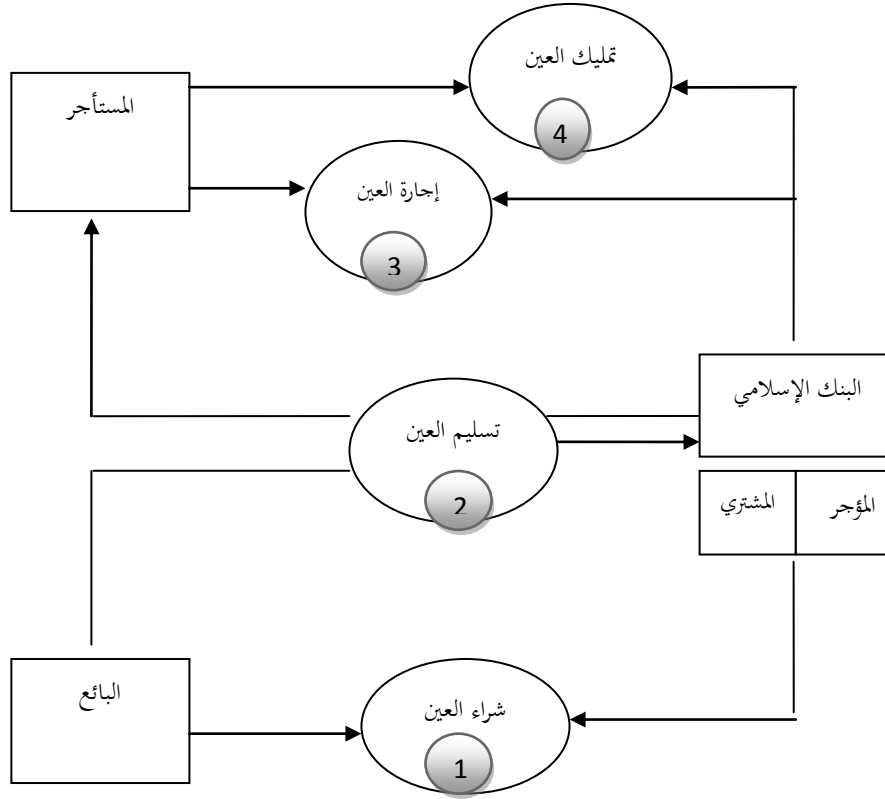 تمليك العين
4
المستأجر
إجارة العين
3
البنك الإسلامي
تسليم العين
2
المؤجر
المشتري
البائع
شراء العين
1